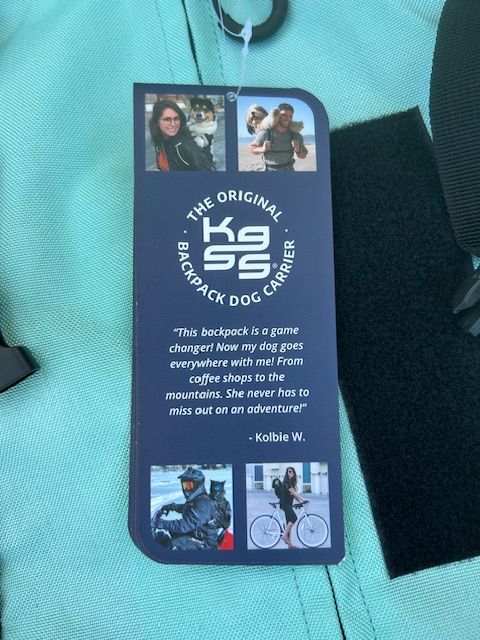 THE ORIGINAL
K9
SS®
BACKPACK DOG CARRIER
“This backpack is a game
changer! Now my dog goes
everywhere with me! From
coffee shops to the
mountains. She never has to
miss out on an adventure!”
- Kolbie W.